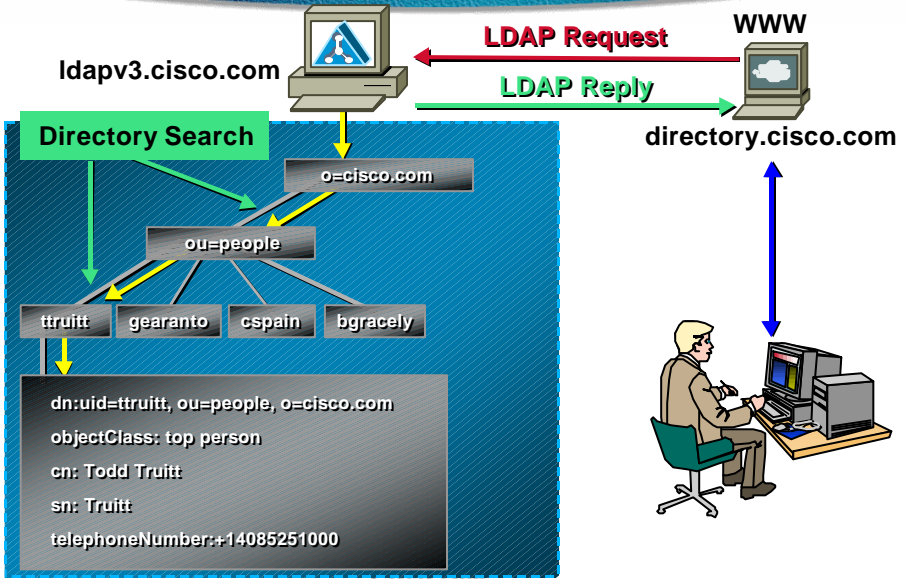 WWW
LDAP Request
ldapv3.cisco.com
LDAP Reply
directory.cisco.com
Directory Search
o=cisco.com
ou=people
ttruitt
gearanto
cspain
bgracely
dn:uid=ttruitt, ou=people, o=cisco.com
objectClass: top person
cn: Todd Truitt
sn: Truitt
telephoneNumber:+14085251000